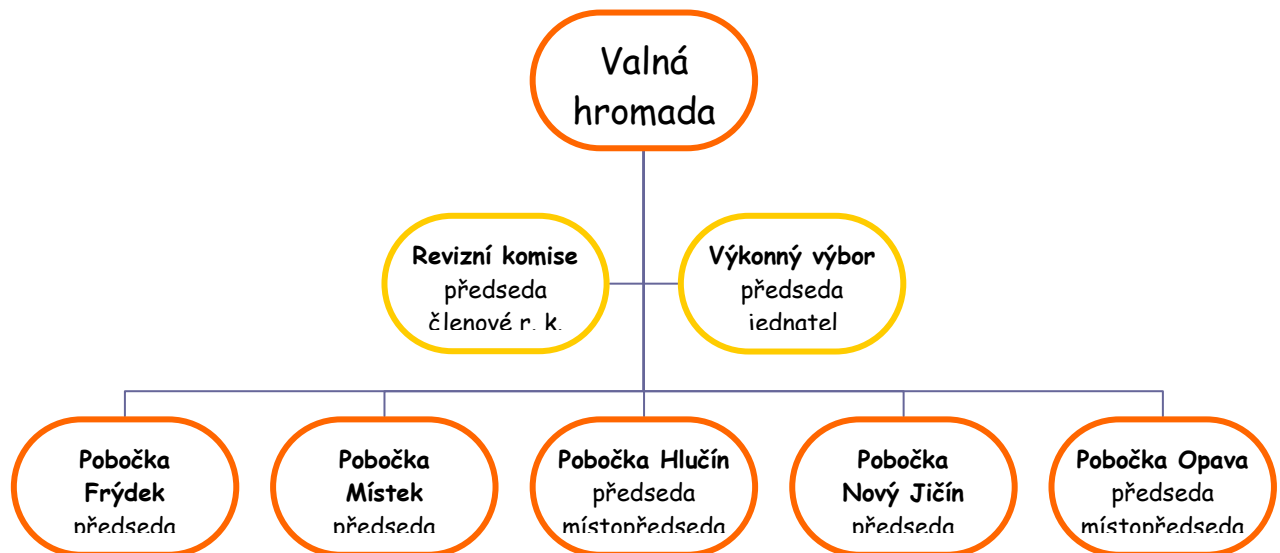 Valná
hromada
Revizní komise
předseda
členové r. k.
Výkonný výbor
předseda
jednatel
Pobočka
Frýdek
předseda
Pobočka
Místek
předseda
Pobočka Hlučín
předseda
místopředseda
Pobočka
Nový Jičín
předseda
Pobočka Opava
předseda
místopředseda